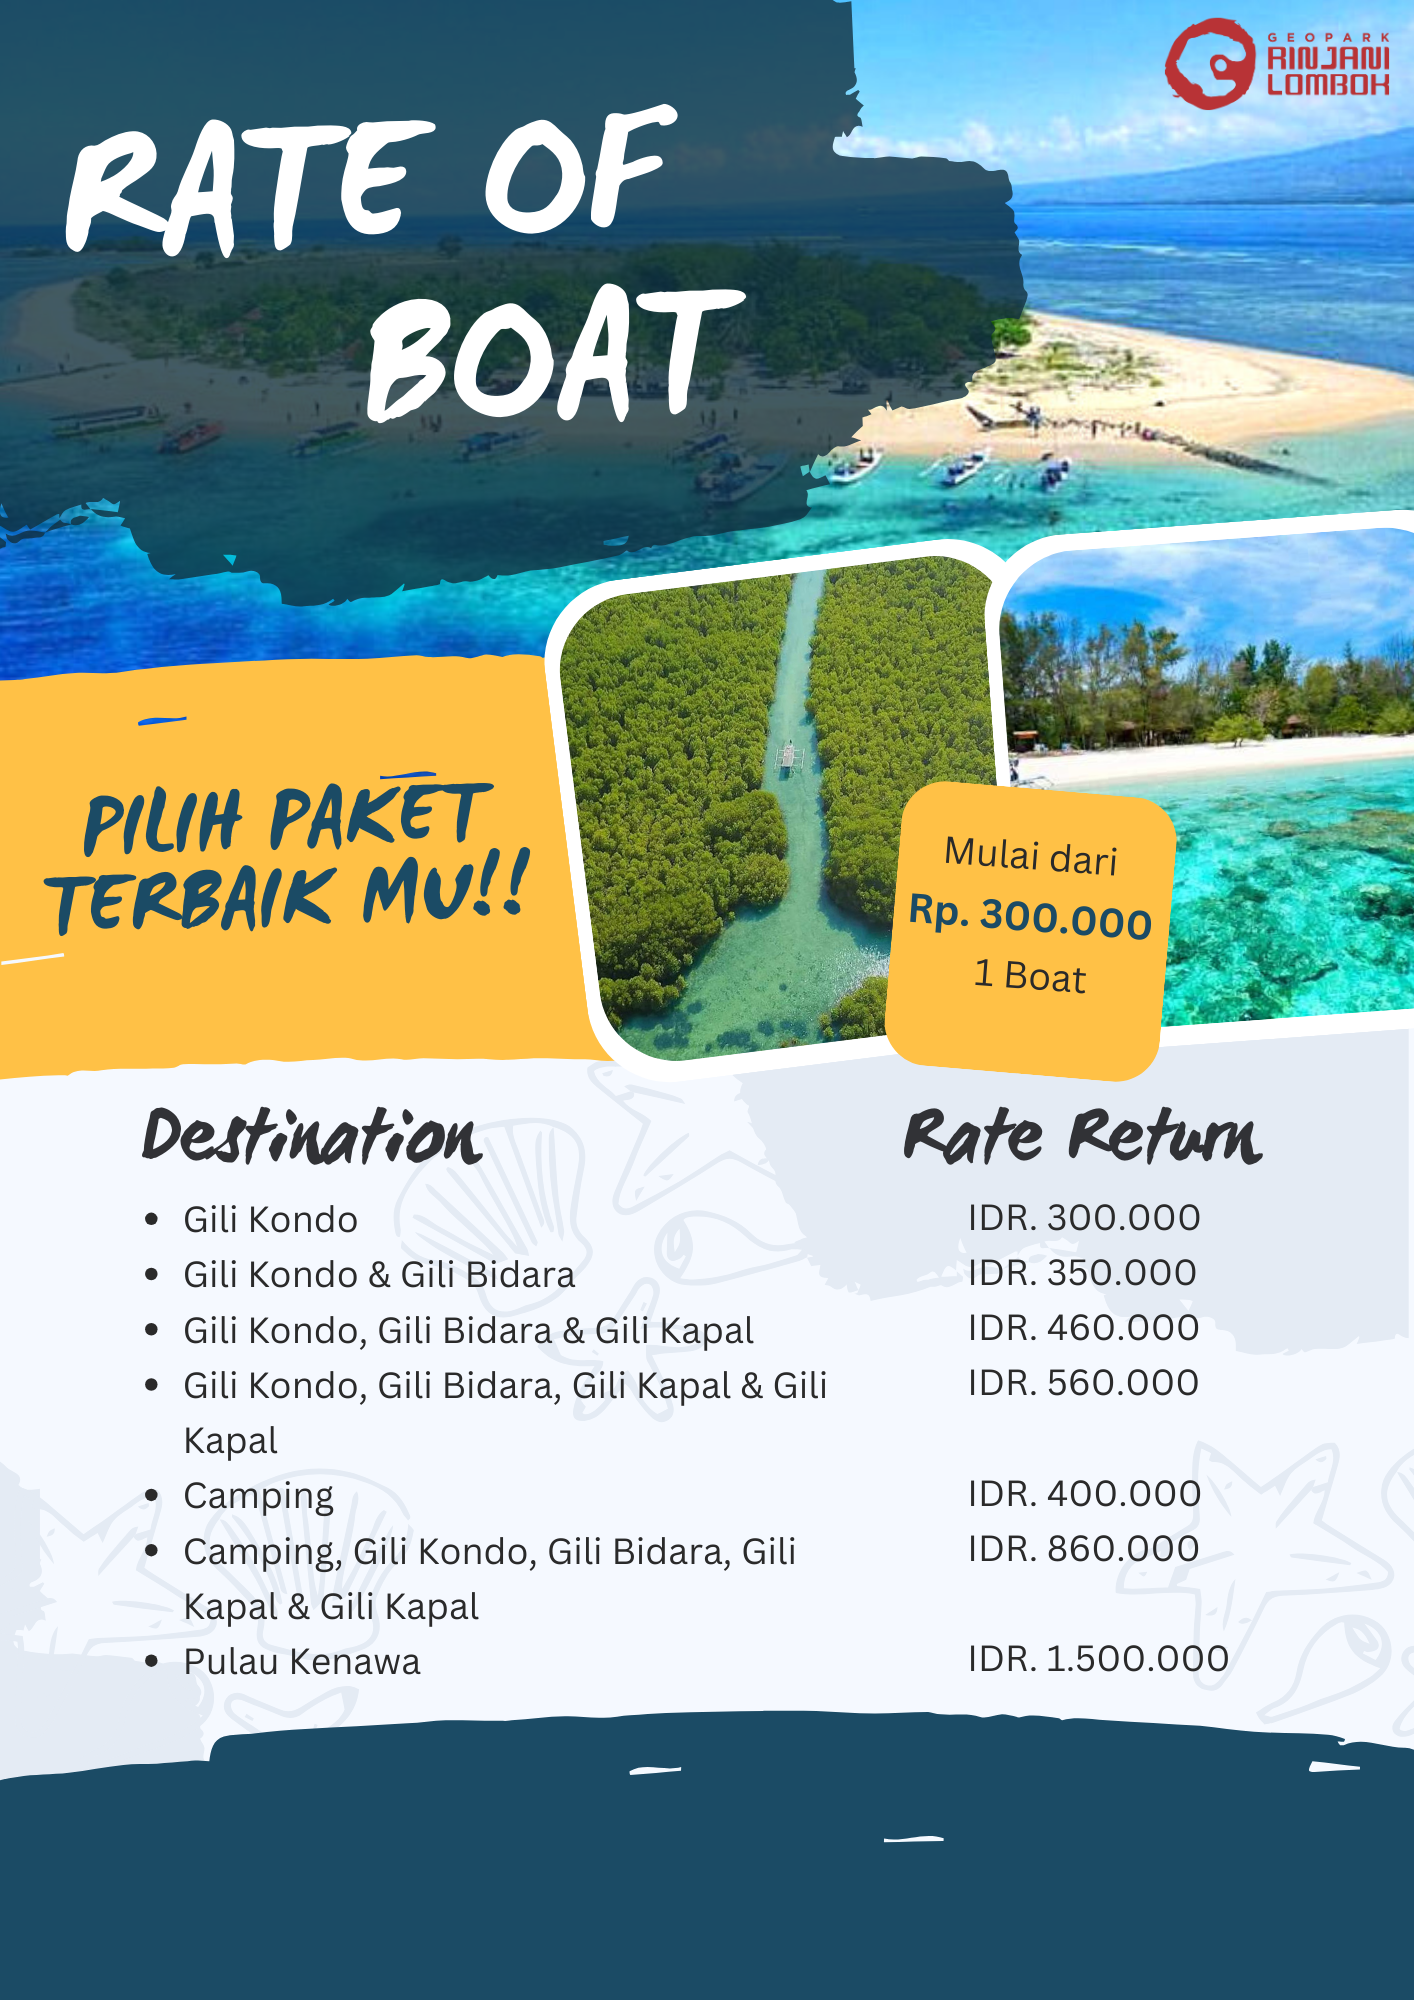 GEOPARK
RINJANI
LOMBOK
RATE OF
BOAT
PILIH PAKET
TERBAIK MU!!
Mulai dari
Rp. 300.000
1 Boat
Destination
Rate Return
• Gili Kondo
IDR. 300.000
• Gili Kondo & Gili Bidara
IDR. 350.000
• Gili Kondo, Gili Bidara & Gili Kapal
IDR. 460.000
• Gili Kondo, Gili Bidara, Gili Kapal & Gili
Kapal
IDR. 560.000
• Camping
IDR. 400.000
• Camping, Gili Kondo, Gili Bidara, Gili
Kapal & Gili Kapal
IDR. 860.000
• Pulau Kenawa
IDR. 1.500.000